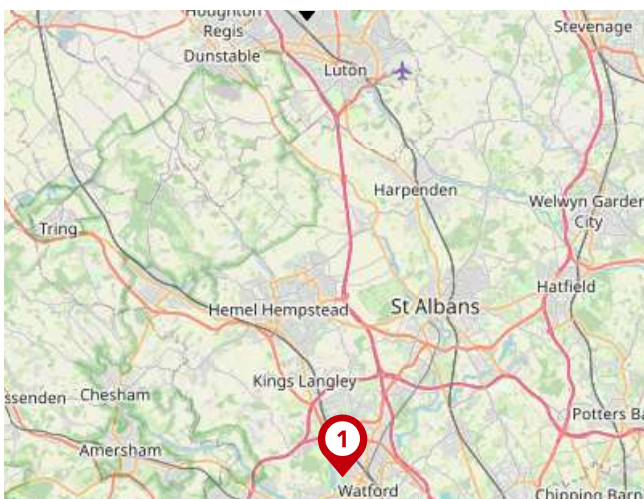 Houghton
Regis
Dunstable
Luton
Stevenage
Harpenden
Welwyn Garden
City
Tring
Hatfield
Hemel Hempstead
St Albans
Kings Langley
Chesham
ssenden
Potters Ba
Amersham
1
Watford
Chipping Barn